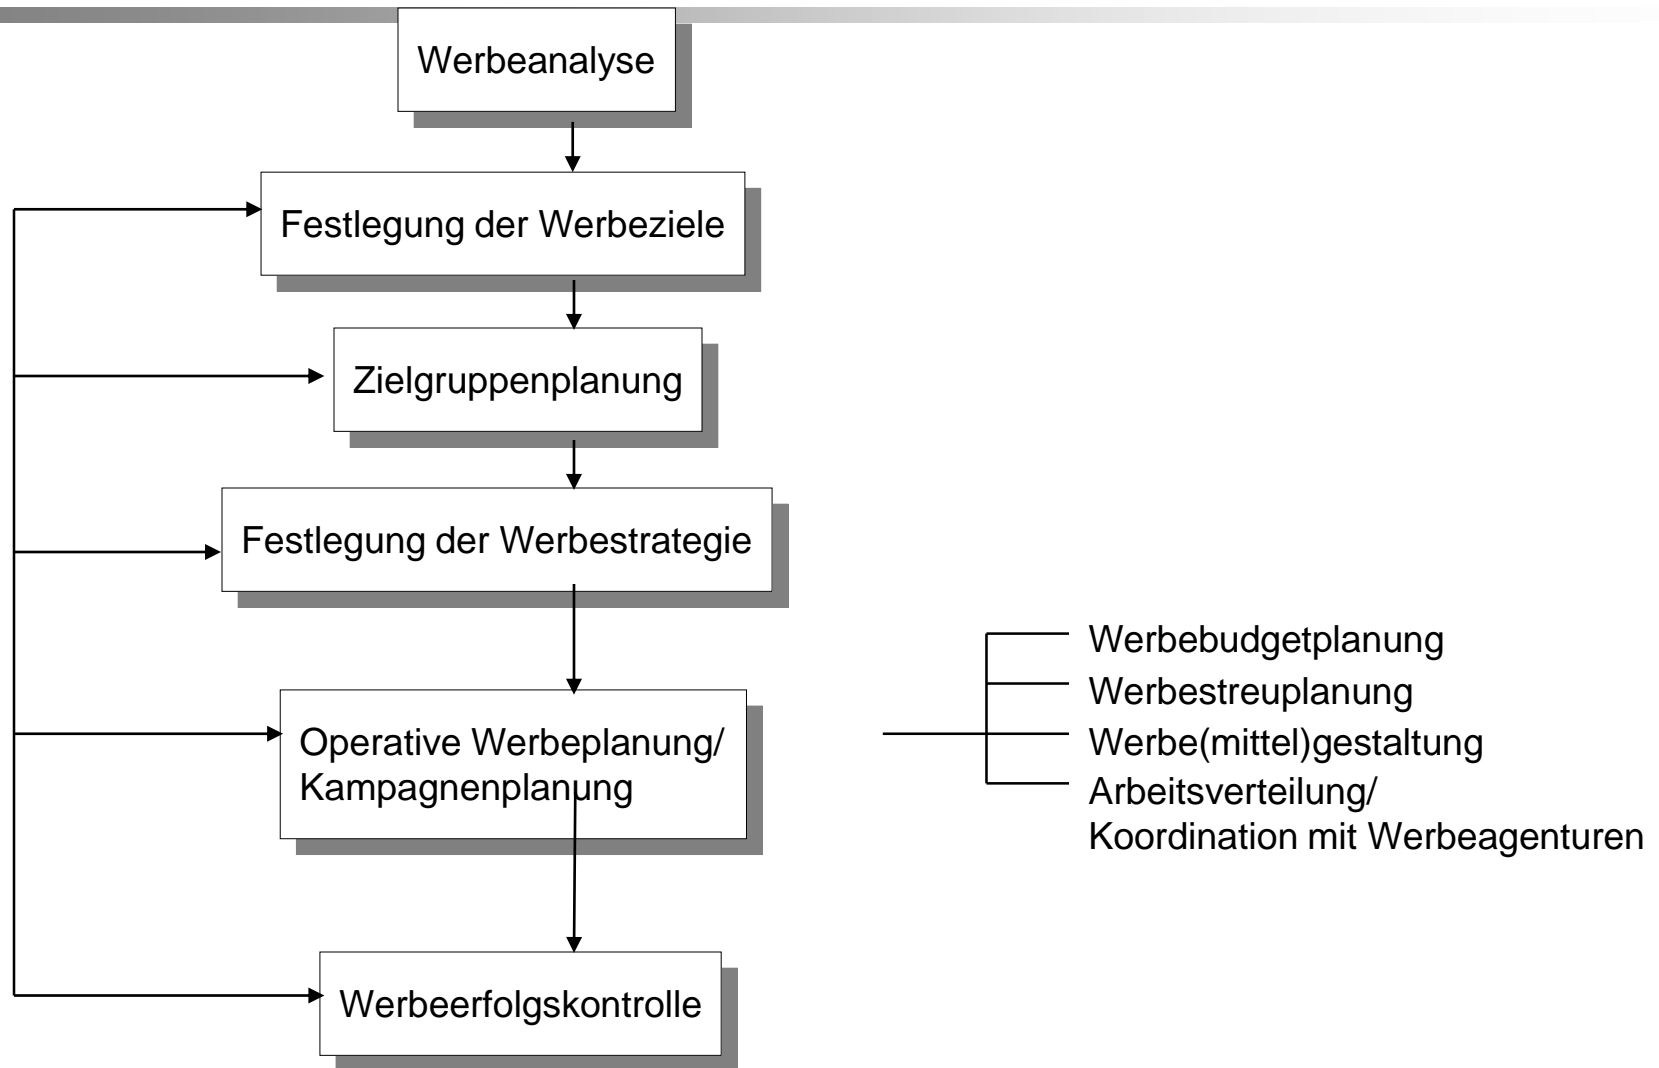 Werbeanalyse
Festlegung der Werbeziele
Zielgruppenplanung
Festlegung der Werbestrategie
Operative Werbeplanung/
Kampagnenplanung
Werbeerfolgskontrolle
Werbebudgetplanung
Werbestreuplanung
Werbe(mittel)gestaltung
Arbeitsverteilung/
Koordination mit Werbeagenturen